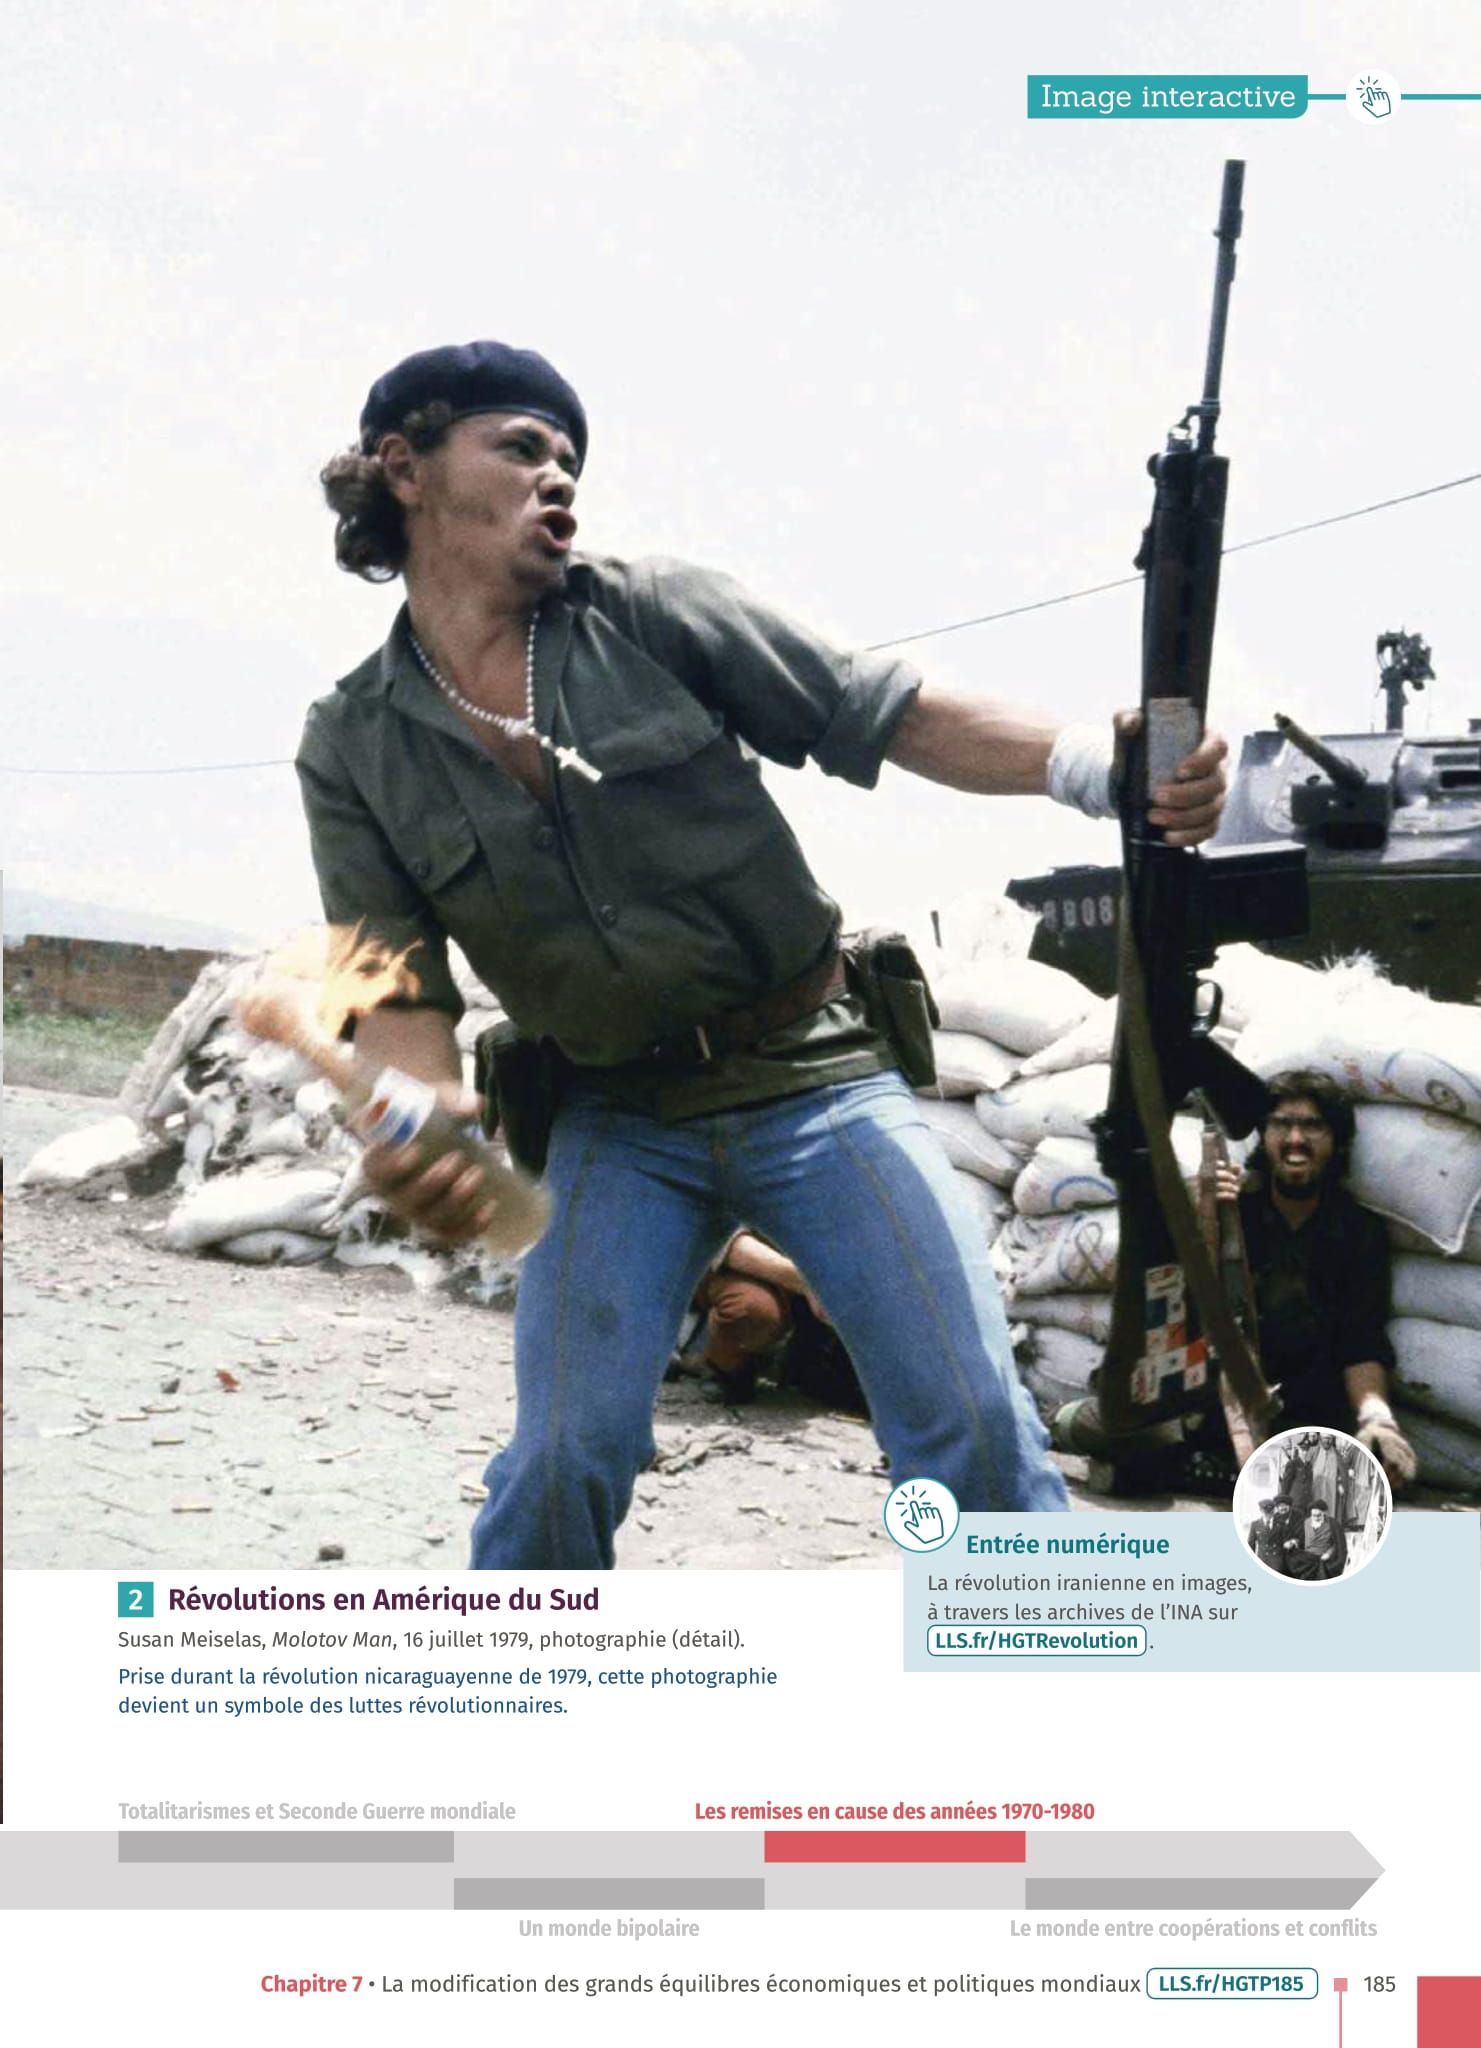 Image interactive
Entrée numérique
La révolution iranienne en images,
à travers les archives de l'INA sur
LLS.fr/HGTRevolution .
2 Révolutions en Amérique du Sud
Susan Meiselas, Molotov Man, 16 juillet 1979, photographie (détail).
Prise durant la révolution nicaraguayenne de 1979, cette photographie
devient un symbole des luttes révolutionnaires.
Totalitarismes et Seconde Guerre mondiale
Les remises en cause des années 1970-1980
Un monde bipolaire
Le monde entre coopérations et conflits
Chapitre 7 • La modification des grands équilibres économiques et politiques mondiaux LLS.fr/HGTP185
185